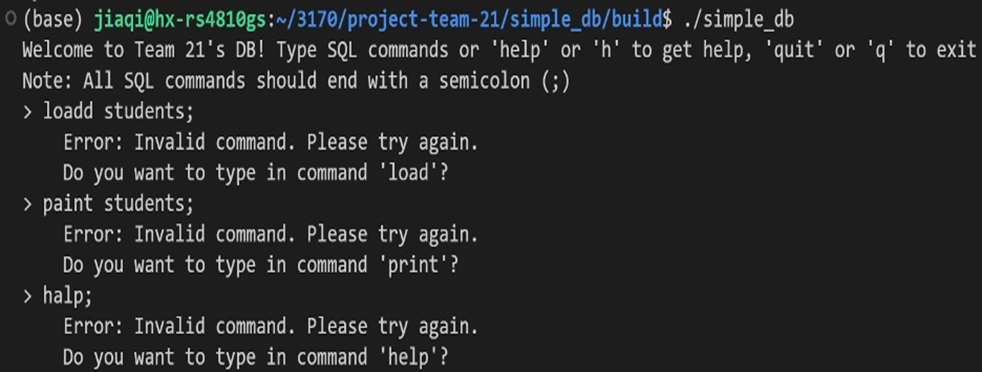 (base) jiaqi@hx-rs4810gs:~/3170/project-team-21/simple_db/build$ ./simple_db
Welcome to Team 21's DB! Type SQL commands or 'help' or 'h' to get help, 'quit' or 'q' to exit
Note: All SQL commands should end with a semicolon (;)
> loadd students;
Error: Invalid command. Please try again.
Do you want to type in command 'load'?
> paint students;
Error: Invalid command. Please try again.
Do you want to type in command 'print'?
> halp;
Error: Invalid command. Please try again.
Do you want to type in command 'help'?